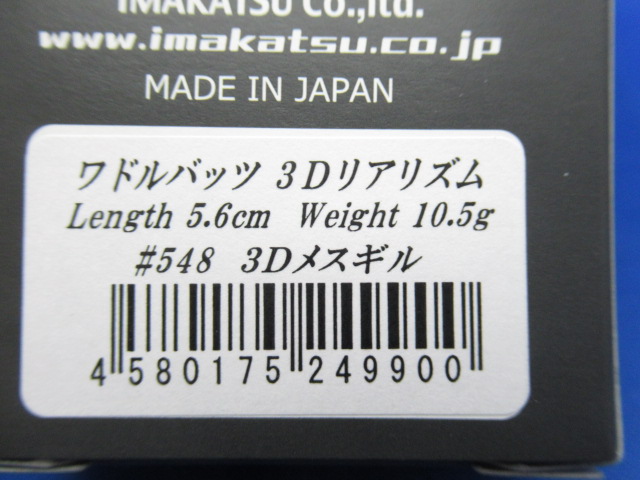 IMAKATSU Co.,ltd.
www.imakatsu.co.jp
MADE IN JAPAN
ワドルバッツ 3Dリアリズム
Length 5.6cm Weight 10.5g
#548 3Dメスギル
4 580175 249900